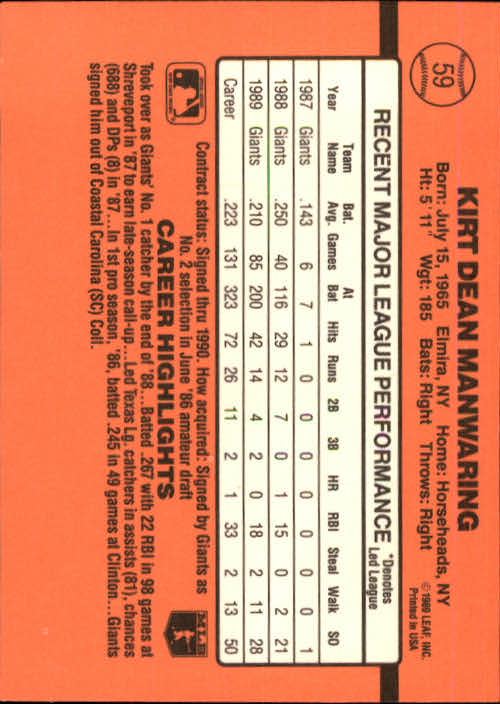 59
KIRT DEAN MANWARING
Born: July 15, 1965 Elmira, NY Home: Horseheads, NY
Ht: 5' 11" Wgt: 185 Bats: Right Throws: Right
© 1989 LEAF, INC.
Printed in USA
RECENT MAJOR LEAGUE PERFORMANCE
*Denotes
Led League
Year Team Name Bat. Avg. Games At Bat Hits Runs 2B 3B HR RBI Steal Walk SO
1987 Giants .143 6 7 1 0 0 0 0 0 0 0 1
1988 Giants .250 40 116 29 12 7 0 1 15 0 2 21
1989 Giants .210 85 200 42 14 4 2 0 18 2 11 28
Career .223 131 323 72 26 11 2 1 33 2 13 50
Contract status: Signed thru 1990. How acquired: Signed by Giants as
No. 2 selection in June '86 amateur draft
CAREER HIGHLIGHTS
MLB
Took over as Giants' No. 1 catcher by the end of '88...Batted .267 with 22 RBI in 98 games at
Shreveport in '87 to earn late-season call-up...Led Texas Lg. catchers in assists (81), chances
(688) and DPs (8) in '87...In 1st pro season, '86, batted .245 in 49 games at Clinton...Giants
signed him out of Coastal Carolina (SC) Coll.